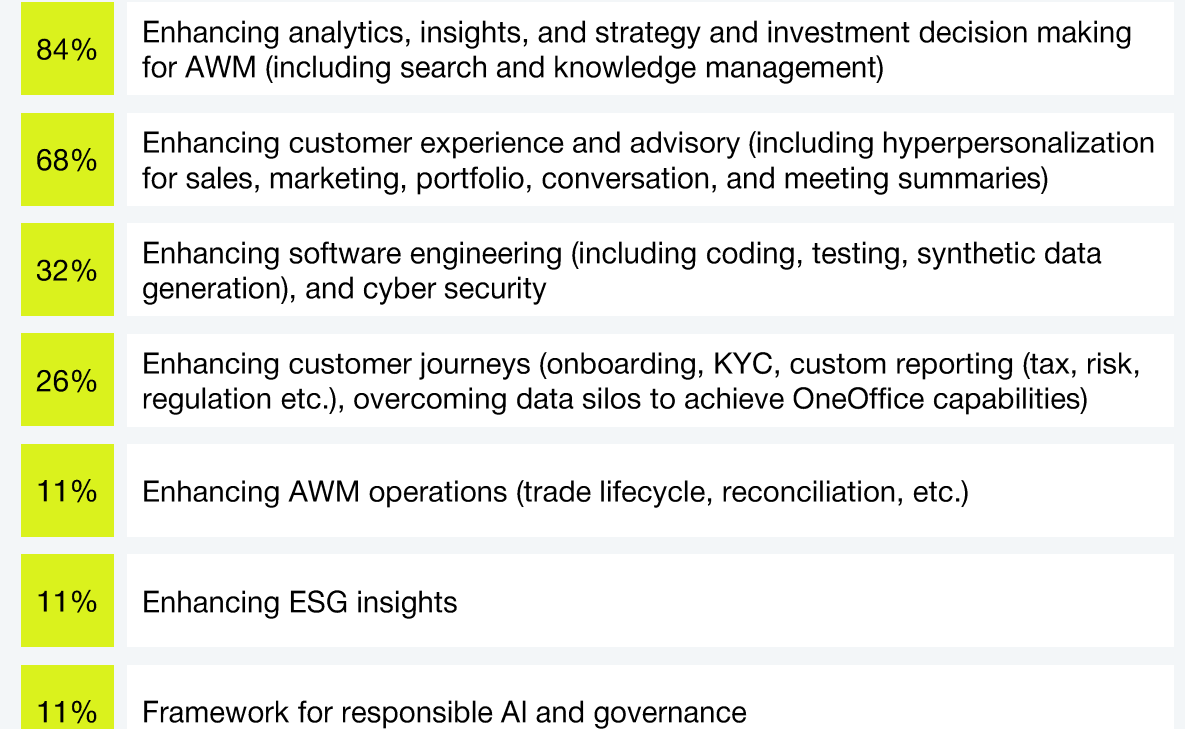 84%
Enhancing analytics, insights, and strategy and investment decision making
for AWM (including search and knowledge management)
68%
Enhancing customer experience and advisory (including hyperpersonalization
for sales, marketing, portfolio, conversation, and meeting summaries)
32%
Enhancing software engineering (including coding, testing, synthetic data
generation), and cyber security
26%
Enhancing customer journeys (onboarding, KYC, custom reporting (tax, risk,
regulation etc.), overcoming data silos to achieve OneOffice capabilities)
11%
Enhancing AWM operations (trade lifecycle, reconciliation, etc.)
11%
Enhancing ESG insights
11%
Framework for responsible AI and governance